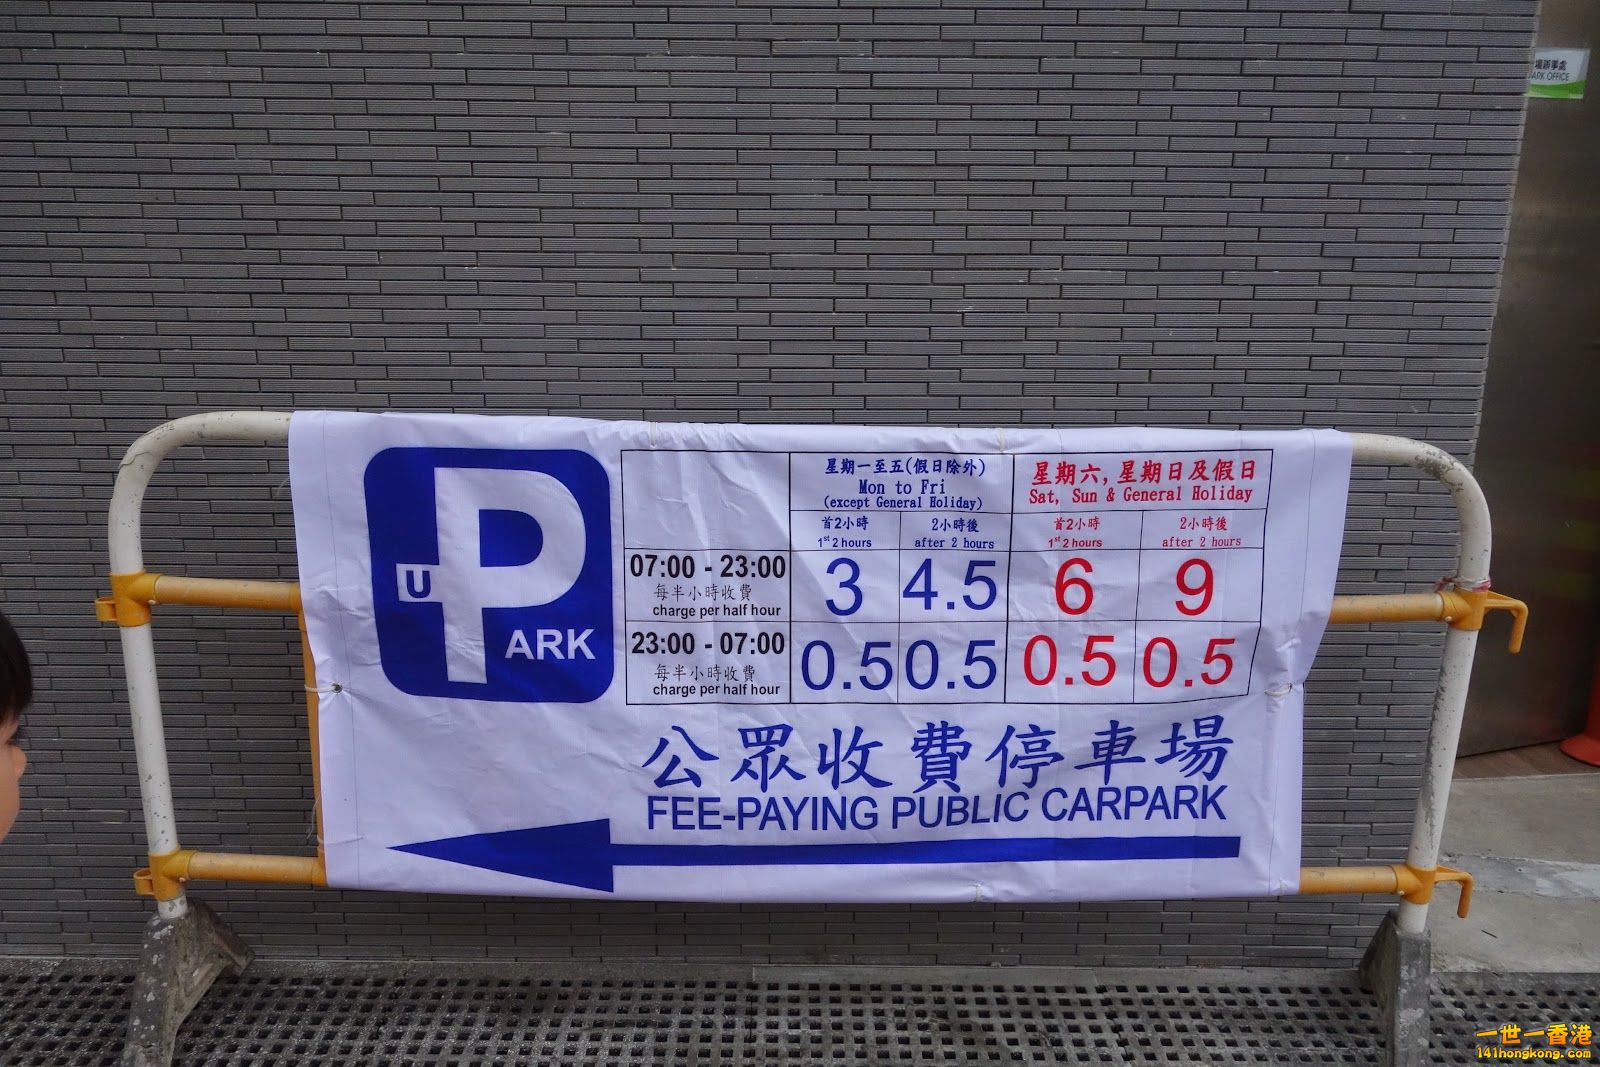 場辦事處
ARK OFFICE
U PARK
星期一至五(假日除外)
Mon to Fri
(except General Holiday)
星期六,星期日及假日
Sat, Sun & General Holiday
首2小時
1st 2 hours
2小時後
after 2 hours
首2小時
1st 2 hours
2小時後
after 2 hours
07:00 - 23:00
每半小時收費
charge per half hour
3 4.5 6 9
23:00 - 07:00
每半小時收費
charge per half hour
0.5 0.5 0.5 0.5
公眾收費停車場
FEE-PAYING PUBLIC CARPARK
一世一香港
141hongkong.com